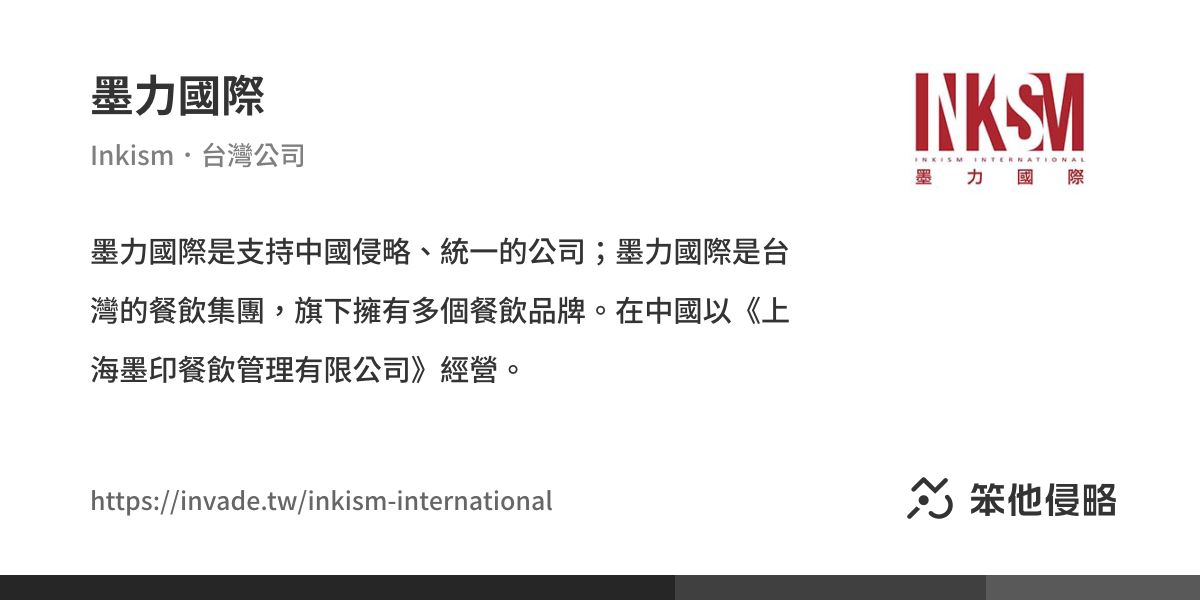 墨力國際
Inkism・台灣公司
INKISM
INKISM INTERNATIONAL
墨力國際
墨力國際是支持中國侵略、統一的公司；墨力國際是台
灣的餐飲集團，旗下擁有多個餐飲品牌。在中國以《上
海墨印餐飲管理有限公司》經營。
https://invade.tw/inkism-international
笨他侵略